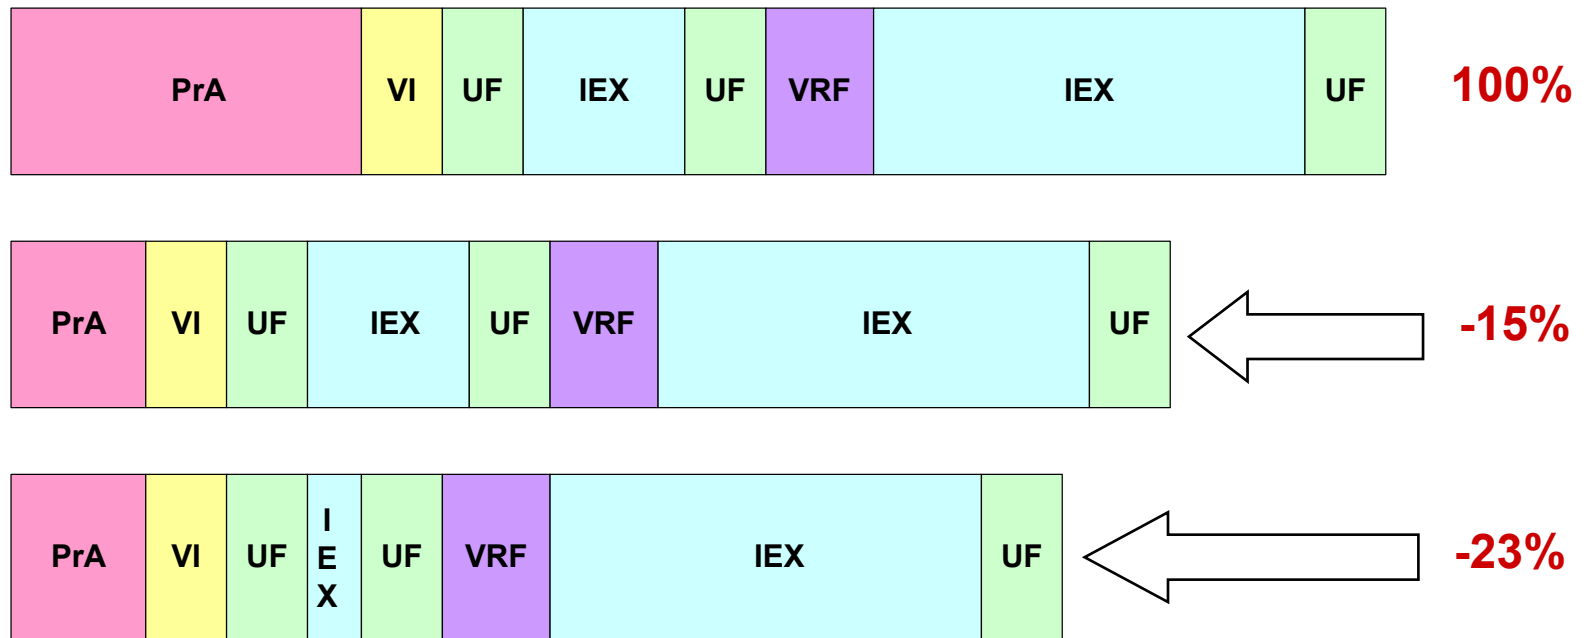 PrA VI UF IEX UF VRF IEX UF 100%
PrA VI UF IEX UF VRF IEX UF -15%
PrA VI UF IEX UF VRF IEX UF -23%